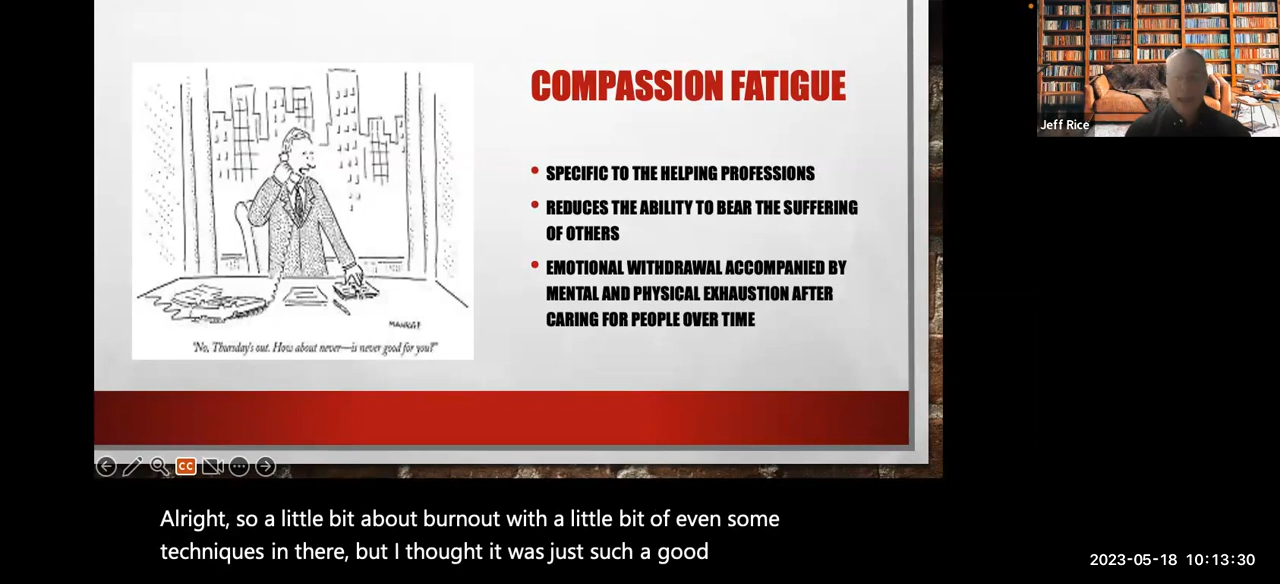 COMPASSION FATIGUE
SPECIFIC TO THE HELPING PROFESSIONS
REDUCES THE ABILITY TO BEAR THE SUFFERING
OF OTHERS
EMOTIONAL WITHDRAWAL ACCOMPANIED BY
MENTAL AND PHYSICAL EXHAUSTION AFTER
CARING FOR PEOPLE OVER TIME
"No, Thursday's out. How about never—is never good for you?"
Jeff Rice
CC
Alright, so a little bit about burnout with a little bit of even some
techniques in there, but I thought it was just such a good
2023-05-18 10:13:30